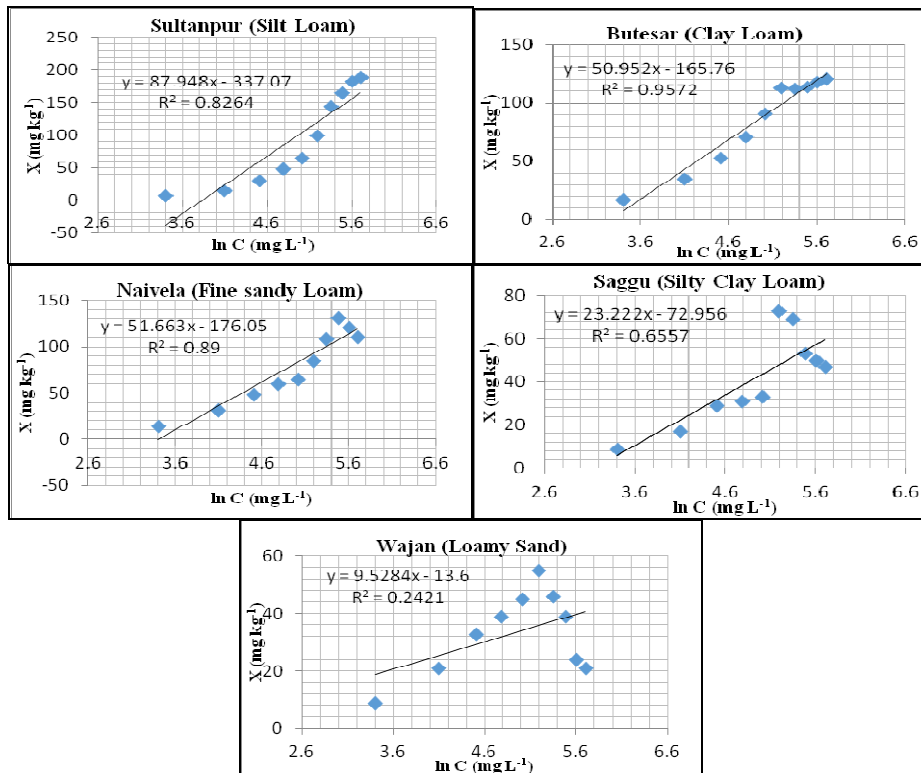 Sultanpur (Silt Loam)
250
200
150
100
50
0
-50
y = 87.948x - 337.07
R² = 0.8264
X (mg kg⁻¹)
2.6 3.6 4.6 5.6 6.6
ln C (mg L⁻¹)
Butesar (Clay Loam)
150
100
50
0
y = 50.952x - 165.76
R² = 0.9572
X (mg kg⁻¹)
2.6 3.6 4.6 5.6 6.6
ln C (mg L⁻¹)
Naivela (Fine sandy Loam)
150
100
50
0
-50
y = 51.663x - 176.05
R² = 0.89
X (mg kg⁻¹)
2.6 3.6 4.6 5.6 6.6
ln C (mg L⁻¹)
Saggu (Silty Clay Loam)
80
60
40
20
0
y = 23.222x - 72.956
R² = 0.6557
X (mg kg⁻¹)
2.6 3.6 4.6 5.6 6.6
ln C (mg L⁻¹)
Wajan (Loamy Sand)
60
40
20
0
y = 9.5284x - 13.6
R² = 0.2421
X (mg kg⁻¹)
2.6 3.6 4.6 5.6 6.6
ln C (mg L⁻¹)